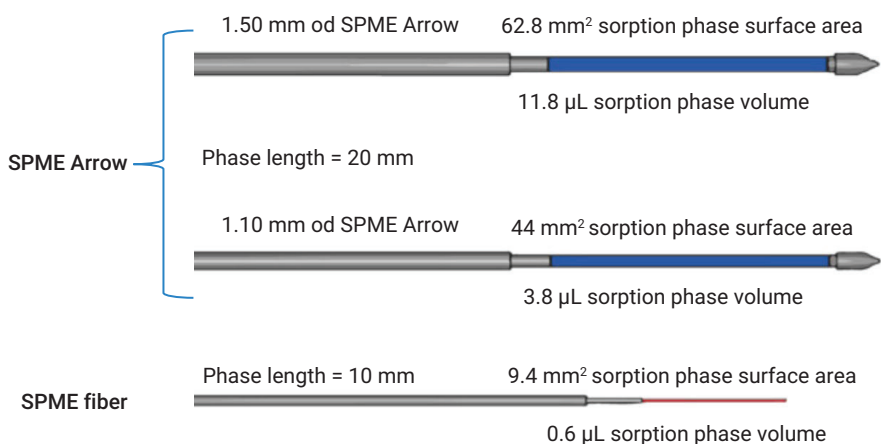 1.50 mm od SPME Arrow
62.8 mm² sorption phase surface area
11.8 µL sorption phase volume
SPME Arrow
Phase length = 20 mm
1.10 mm od SPME Arrow
44 mm² sorption phase surface area
3.8 µL sorption phase volume
Phase length = 10 mm
9.4 mm² sorption phase surface area
SPME fiber
0.6 µL sorption phase volume